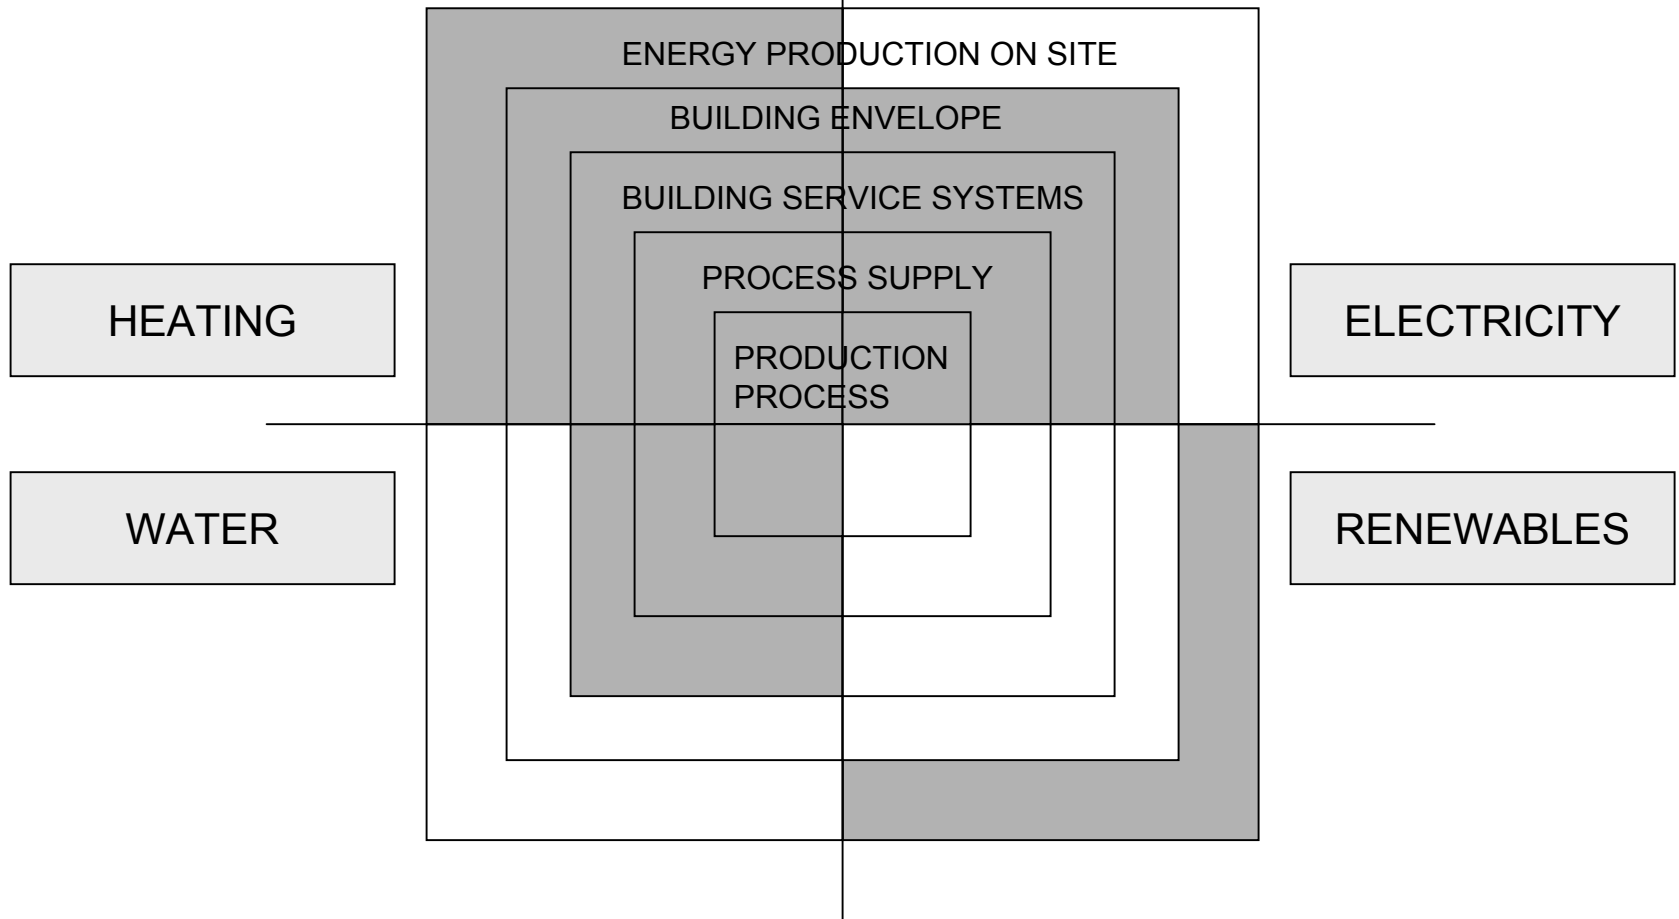 ENERGY PRODUCTION ON SITE
BUILDING ENVELOPE
BUILDING SERVICE SYSTEMS
PROCESS SUPPLY
PRODUCTION
PROCESS
HEATING
ELECTRICITY
WATER
RENEWABLES